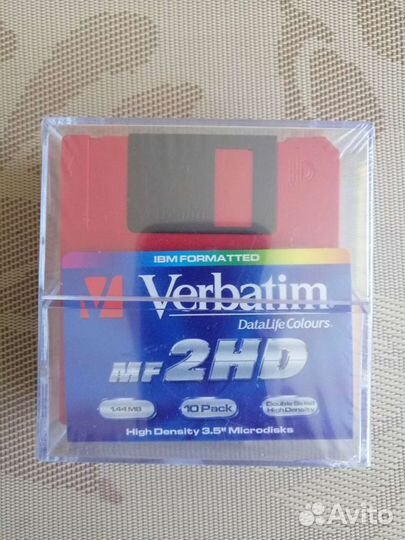 IBM FORMATTED
Verbatim
DataLife Colours
MF 2HD
1.44 MB
10 Pack
Double Sided
High Density
High Density 3.5" Microdisks
Avito